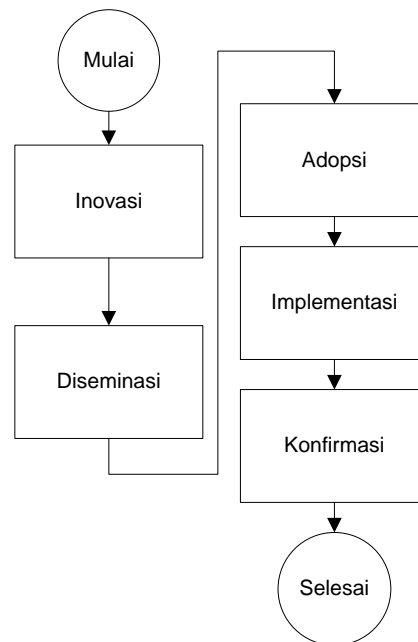 Mulai
Inovasi
Diseminasi
Adopsi
Implementasi
Konfirmasi
Selesai